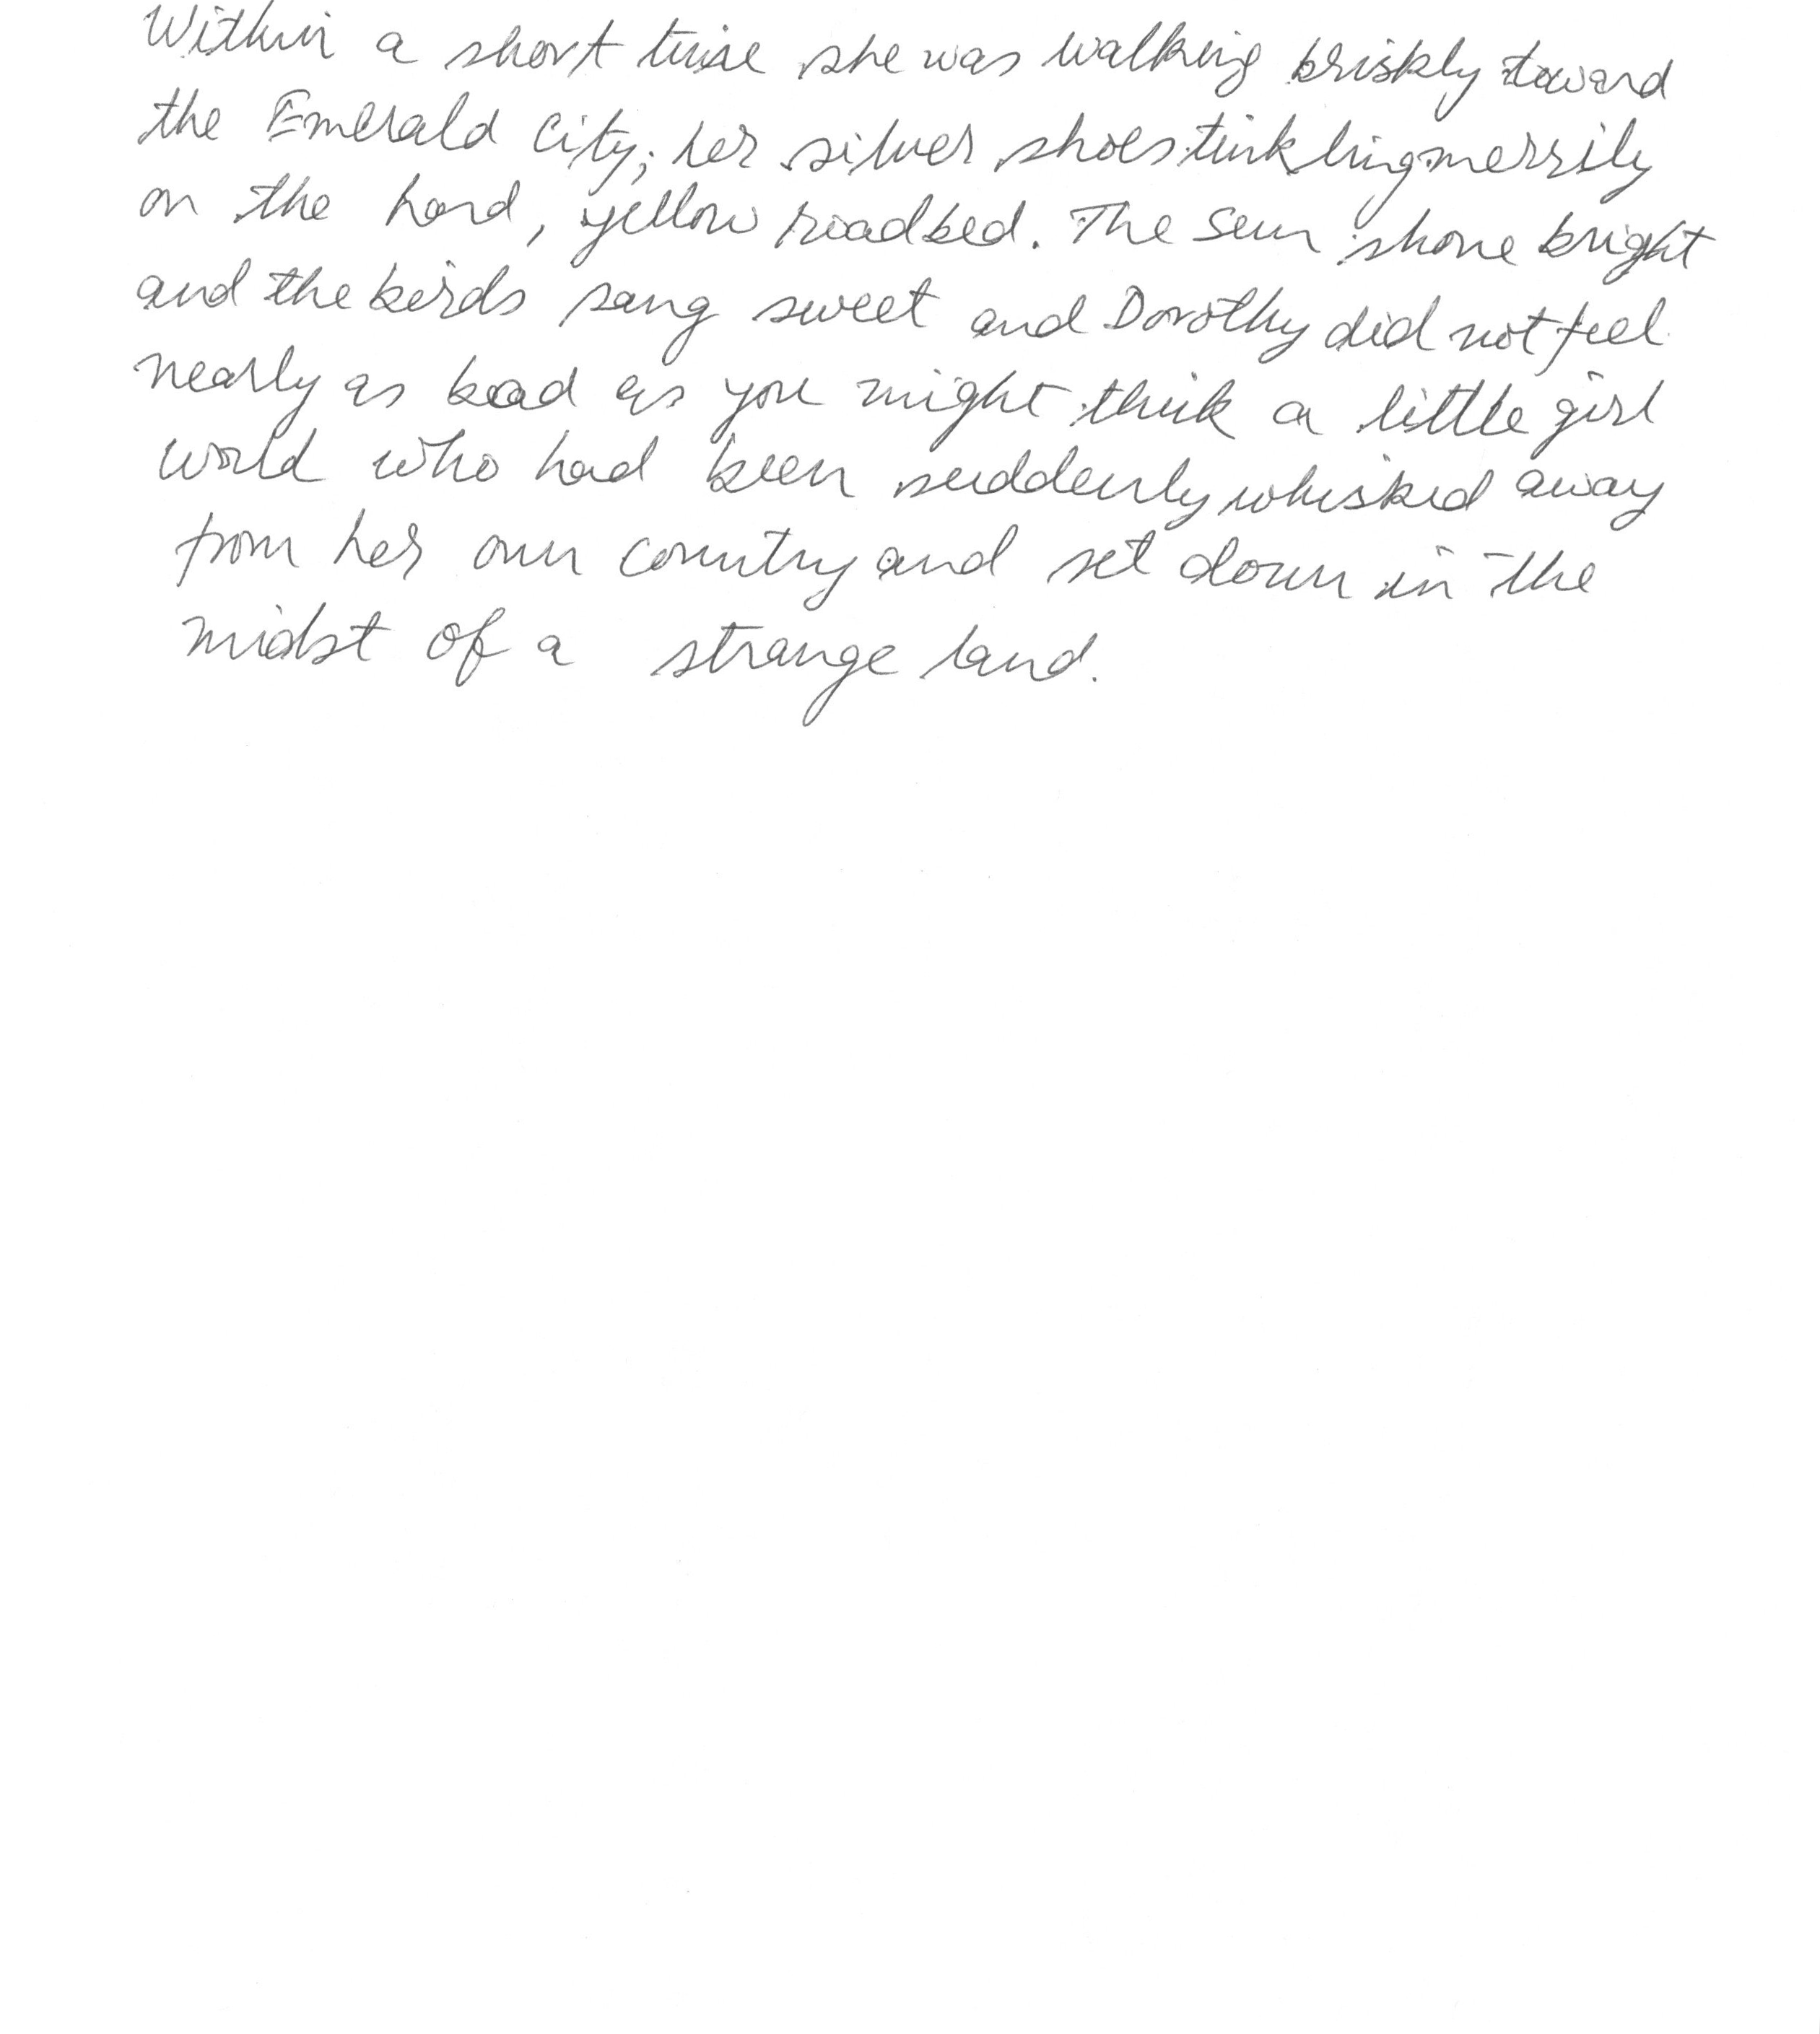 Within a short time she was walking briskly toward
the Emerald City; her silver shoes tinkling merrily
on the hard, yellow roadbed. The sun shone bright
and the birds sang sweet and Dorothy did not feel
nearly as bad as you might think a little girl
world who had been suddenly whisked away
from her own country and set down in the
midst of a strange land.